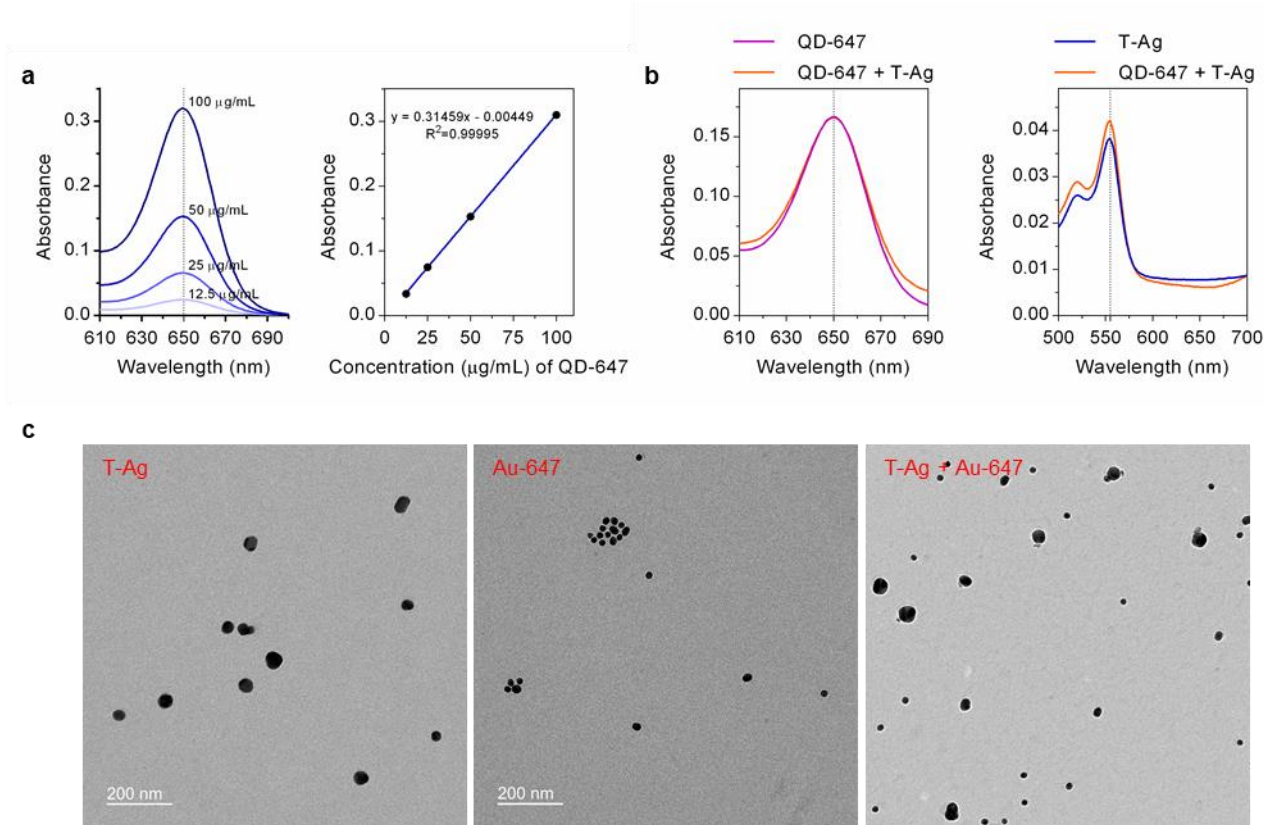 a
100 μg/mL
50 μg/mL
25 μg/mL
12.5 μg/mL
0.3
0.2
0.1
0.0
610 630 650 670 690
Absorbance
Wavelength (nm)
y = 0.31459x - 0.00449
R²=0.99995
0.3
0.2
0.1
0.0
0 25 50 75 100
Absorbance
Concentration (μg/mL) of QD-647
b
QD-647
QD-647 + T-Ag
0.15
0.10
0.05
0.00
610 630 650 670 690
Absorbance
Wavelength (nm)
T-Ag
QD-647 + T-Ag
0.04
0.03
0.02
0.01
0.00
500 550 600 650 700
Absorbance
Wavelength (nm)
c
T-Ag
200 nm
Au-647
200 nm
T-Ag + Au-647